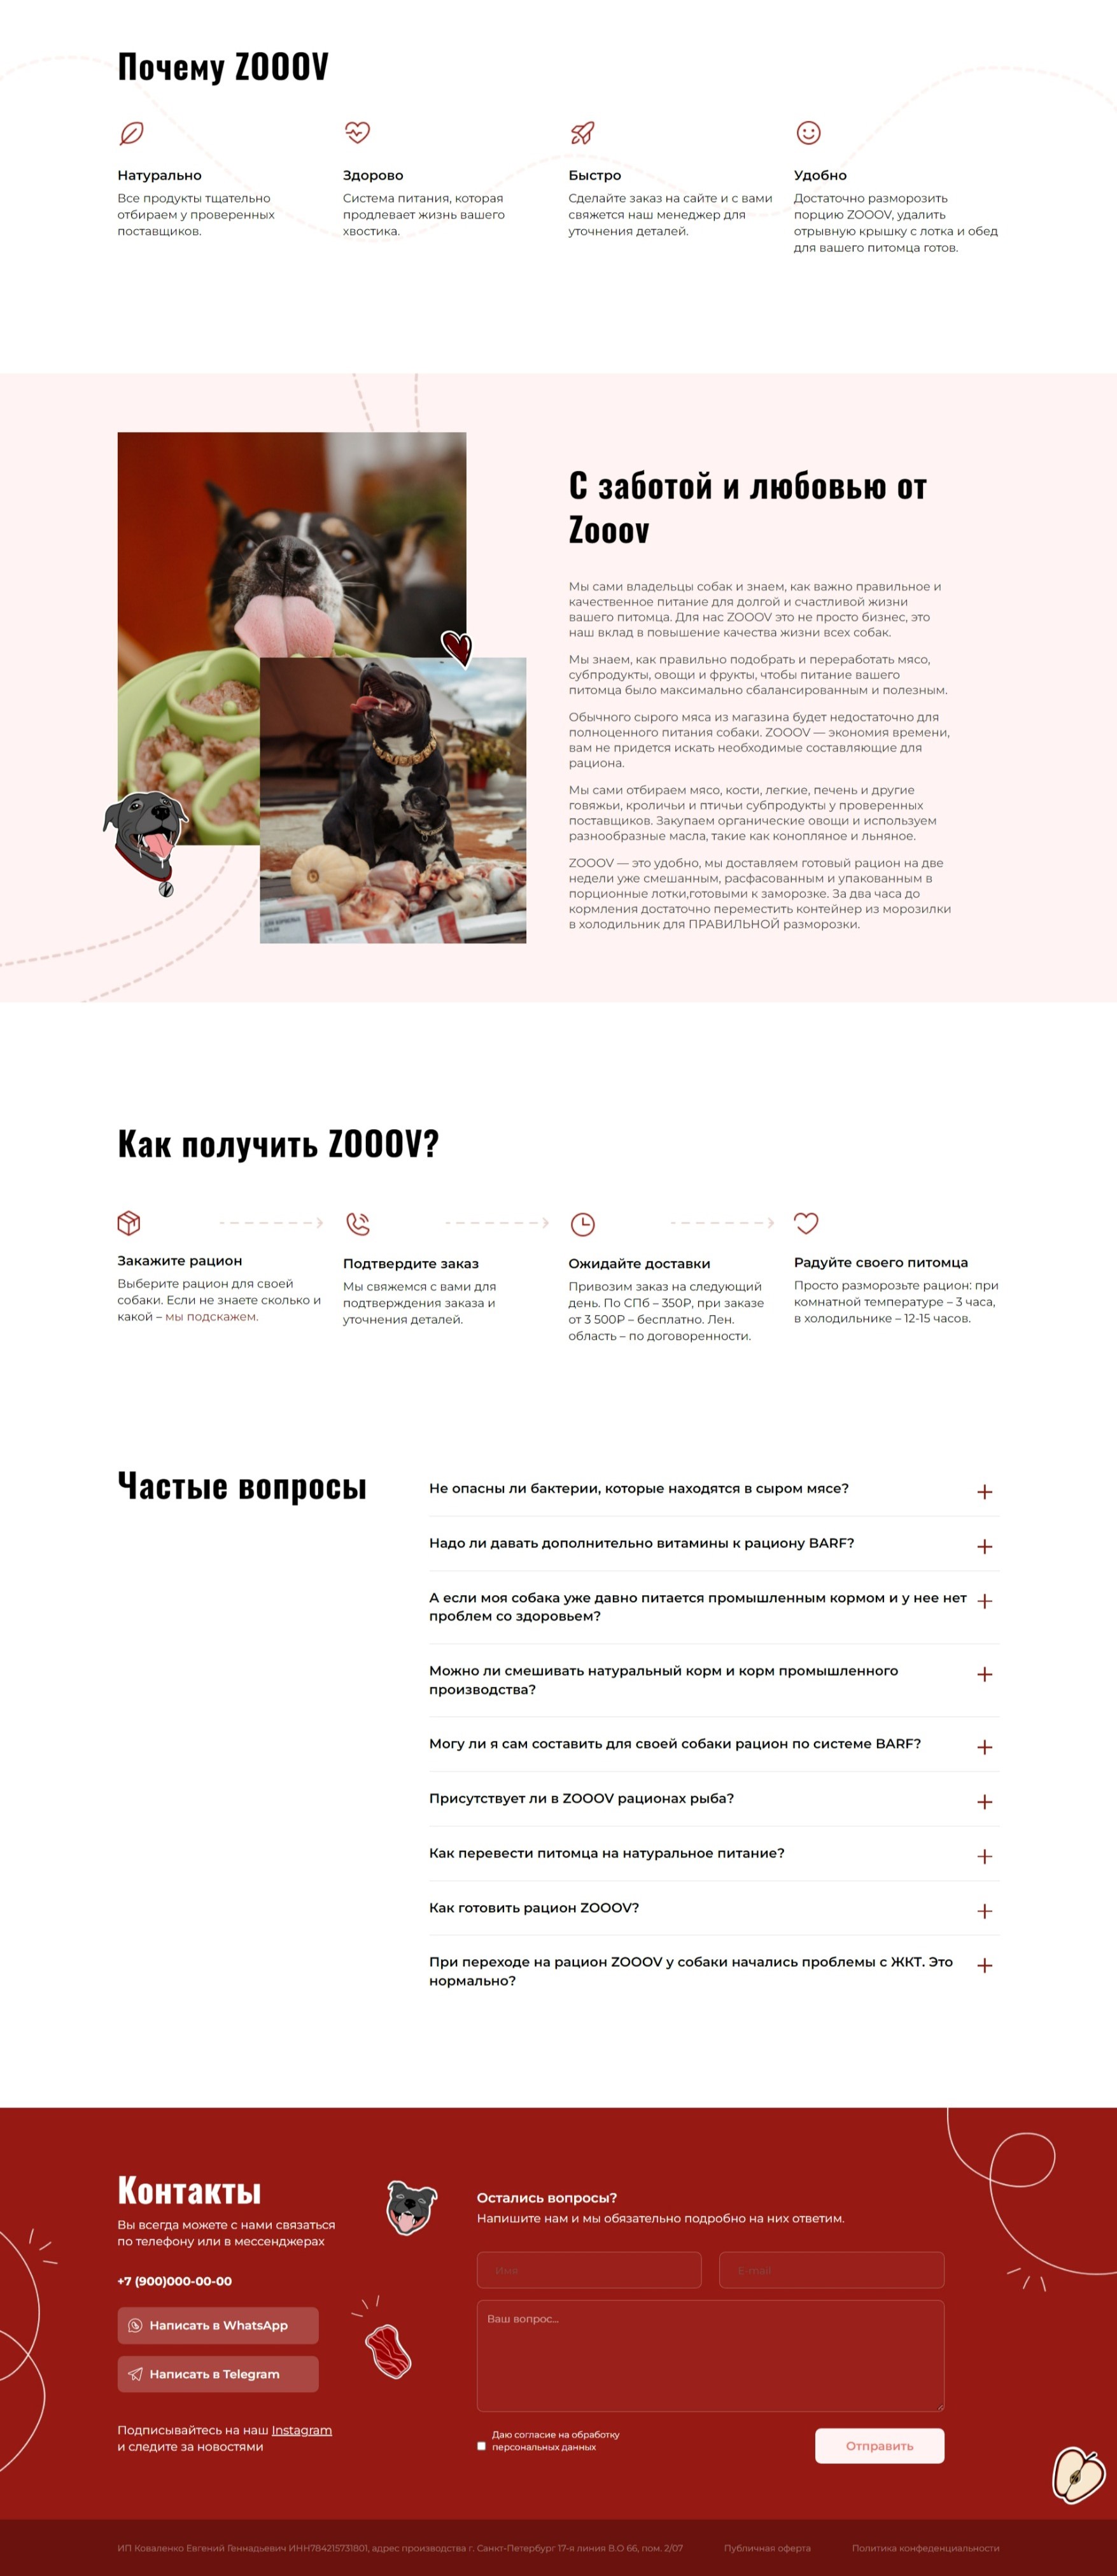 Почему ZOOOV
Натурально
Все продукты тщательно
отбираем у проверенных
поставщиков.
Здорово
Система питания, которая
продлевает жизнь вашего
хвостика.
Быстро
Сделайте заказ на сайте и с вами
свяжется наш менеджер для
уточнения деталей.
Удобно
Достаточно разморозить
порцию ZOOOV, удалить
отрывную крышку с лотка и обед
для вашего питомца готов.
С заботой и любовью от
Zooov
Мы сами владельцы собак и знаем, как важно правильное и
качественное питание для долгой и счастливой жизни
вашего питомца. Для нас ZOOOV это не просто бизнес, это
наш вклад в повышение качества жизни всех собак.
Мы знаем, как правильно подобрать и переработать мясо,
субпродукты, овощи и фрукты, чтобы питание вашего
питомца было максимально сбалансированным и полезным.
Обычного сырого мяса из магазина будет недостаточно для
полноценного питания собаки. ZOOOV — экономия времени,
вам не придется искать необходимые составляющие для
рациона.
Мы сами отбираем мясо, кости, легкие, печень и другие
говяжьи, кроличьи и птичьи субпродукты у проверенных
поставщиков. Закупаем органические овощи и используем
разнообразные масла, такие как конопляное и льняное.
ZOOOV — это удобно, мы доставляем готовый рацион на две
недели уже смешанным, расфасованным и упакованным в
порционные лотки,готовыми к заморозке. За два часа до
кормления достаточно переместить контейнер из морозилки
в холодильник для ПРАВИЛЬНОЙ разморозки.
Как получить ZOOOV?
Закажите рацион
Выберите рацион для своей
собаки. Если не знаете сколько и
какой – мы подскажем.
Подтвердите заказ
Мы свяжемся с вами для
подтверждения заказа и
уточнения деталей.
Ожидайте доставки
Привозим заказ на следующий
день. По СПб – 350₽, при заказе
от 3 500₽ – бесплатно. Лен.
область – по договоренности.
Радуйте своего питомца
Просто разморозьте рацион: при
комнатной температуре – 3 часа,
в холодильнике – 12-15 часов.
Частые вопросы
Не опасны ли бактерии, которые находятся в сыром мясе?
Надо ли давать дополнительно витамины к рациону BARF?
А если моя собака уже давно питается промышленным кормом и у нее нет
проблем со здоровьем?
Можно ли смешивать натуральный корм и корм промышленного
производства?
Могу ли я сам составить для своей собаки рацион по системе BARF?
Присутствует ли в ZOOOV рационах рыба?
Как перевести питомца на натуральное питание?
Как готовить рацион ZOOOV?
При переходе на рацион ZOOOV у собаки начались проблемы с ЖКТ. Это
нормально?
Контакты
Вы всегда можете с нами связаться
по телефону или в мессенджерах
+7 (900)000-00-00
Написать в WhatsApp
Написать в Telegram
Подписывайтесь на наш Instagram
и следите за новостями
Остались вопросы?
Напишите нам и мы обязательно подробно на них ответим.
Имя
E-mail
Ваш вопрос...
Даю согласие на обработку
персональных данных
Отправить
ИП Коваленко Евгений Геннадьевич ИНН784215731801, адрес производства г. Санкт-Петербург 17-я линия В.О 66, пом. 2/07
Публичная оферта
Политика конфеденциальности